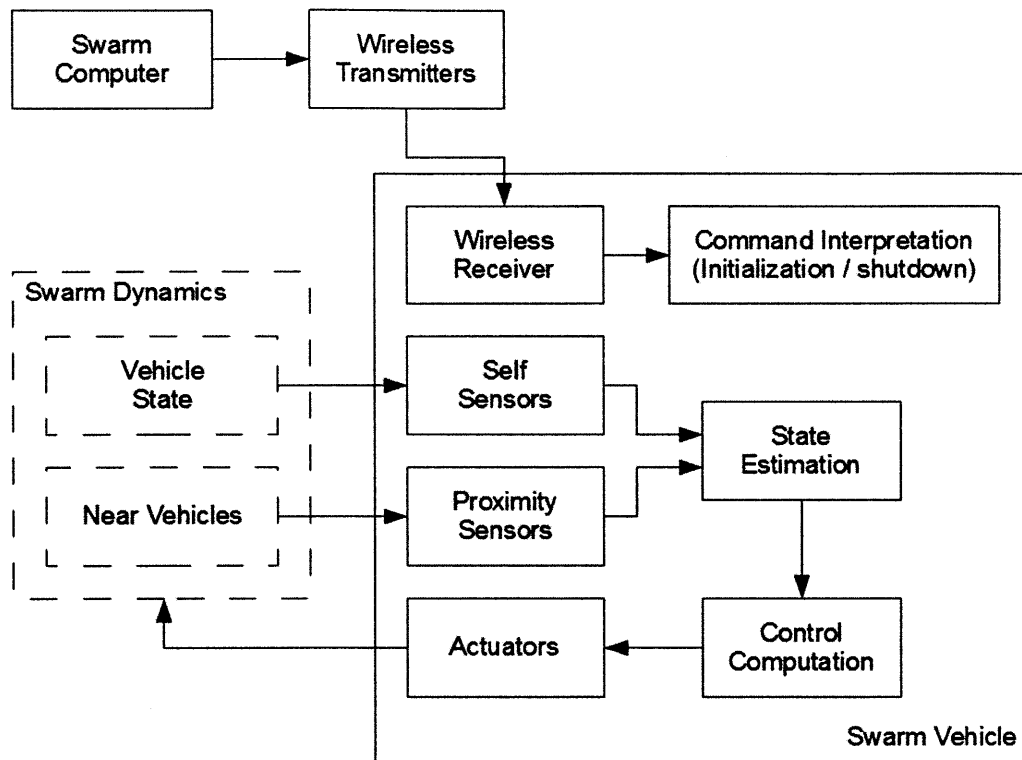 Swarm
Computer
Wireless
Transmitters
Wireless
Receiver
Command Interpretation
(Initialization / shutdown)
Swarm Dynamics
Vehicle
State
Self
Sensors
State
Estimation
Near Vehicles
Proximity
Sensors
Actuators
Control
Computation
Swarm Vehicle